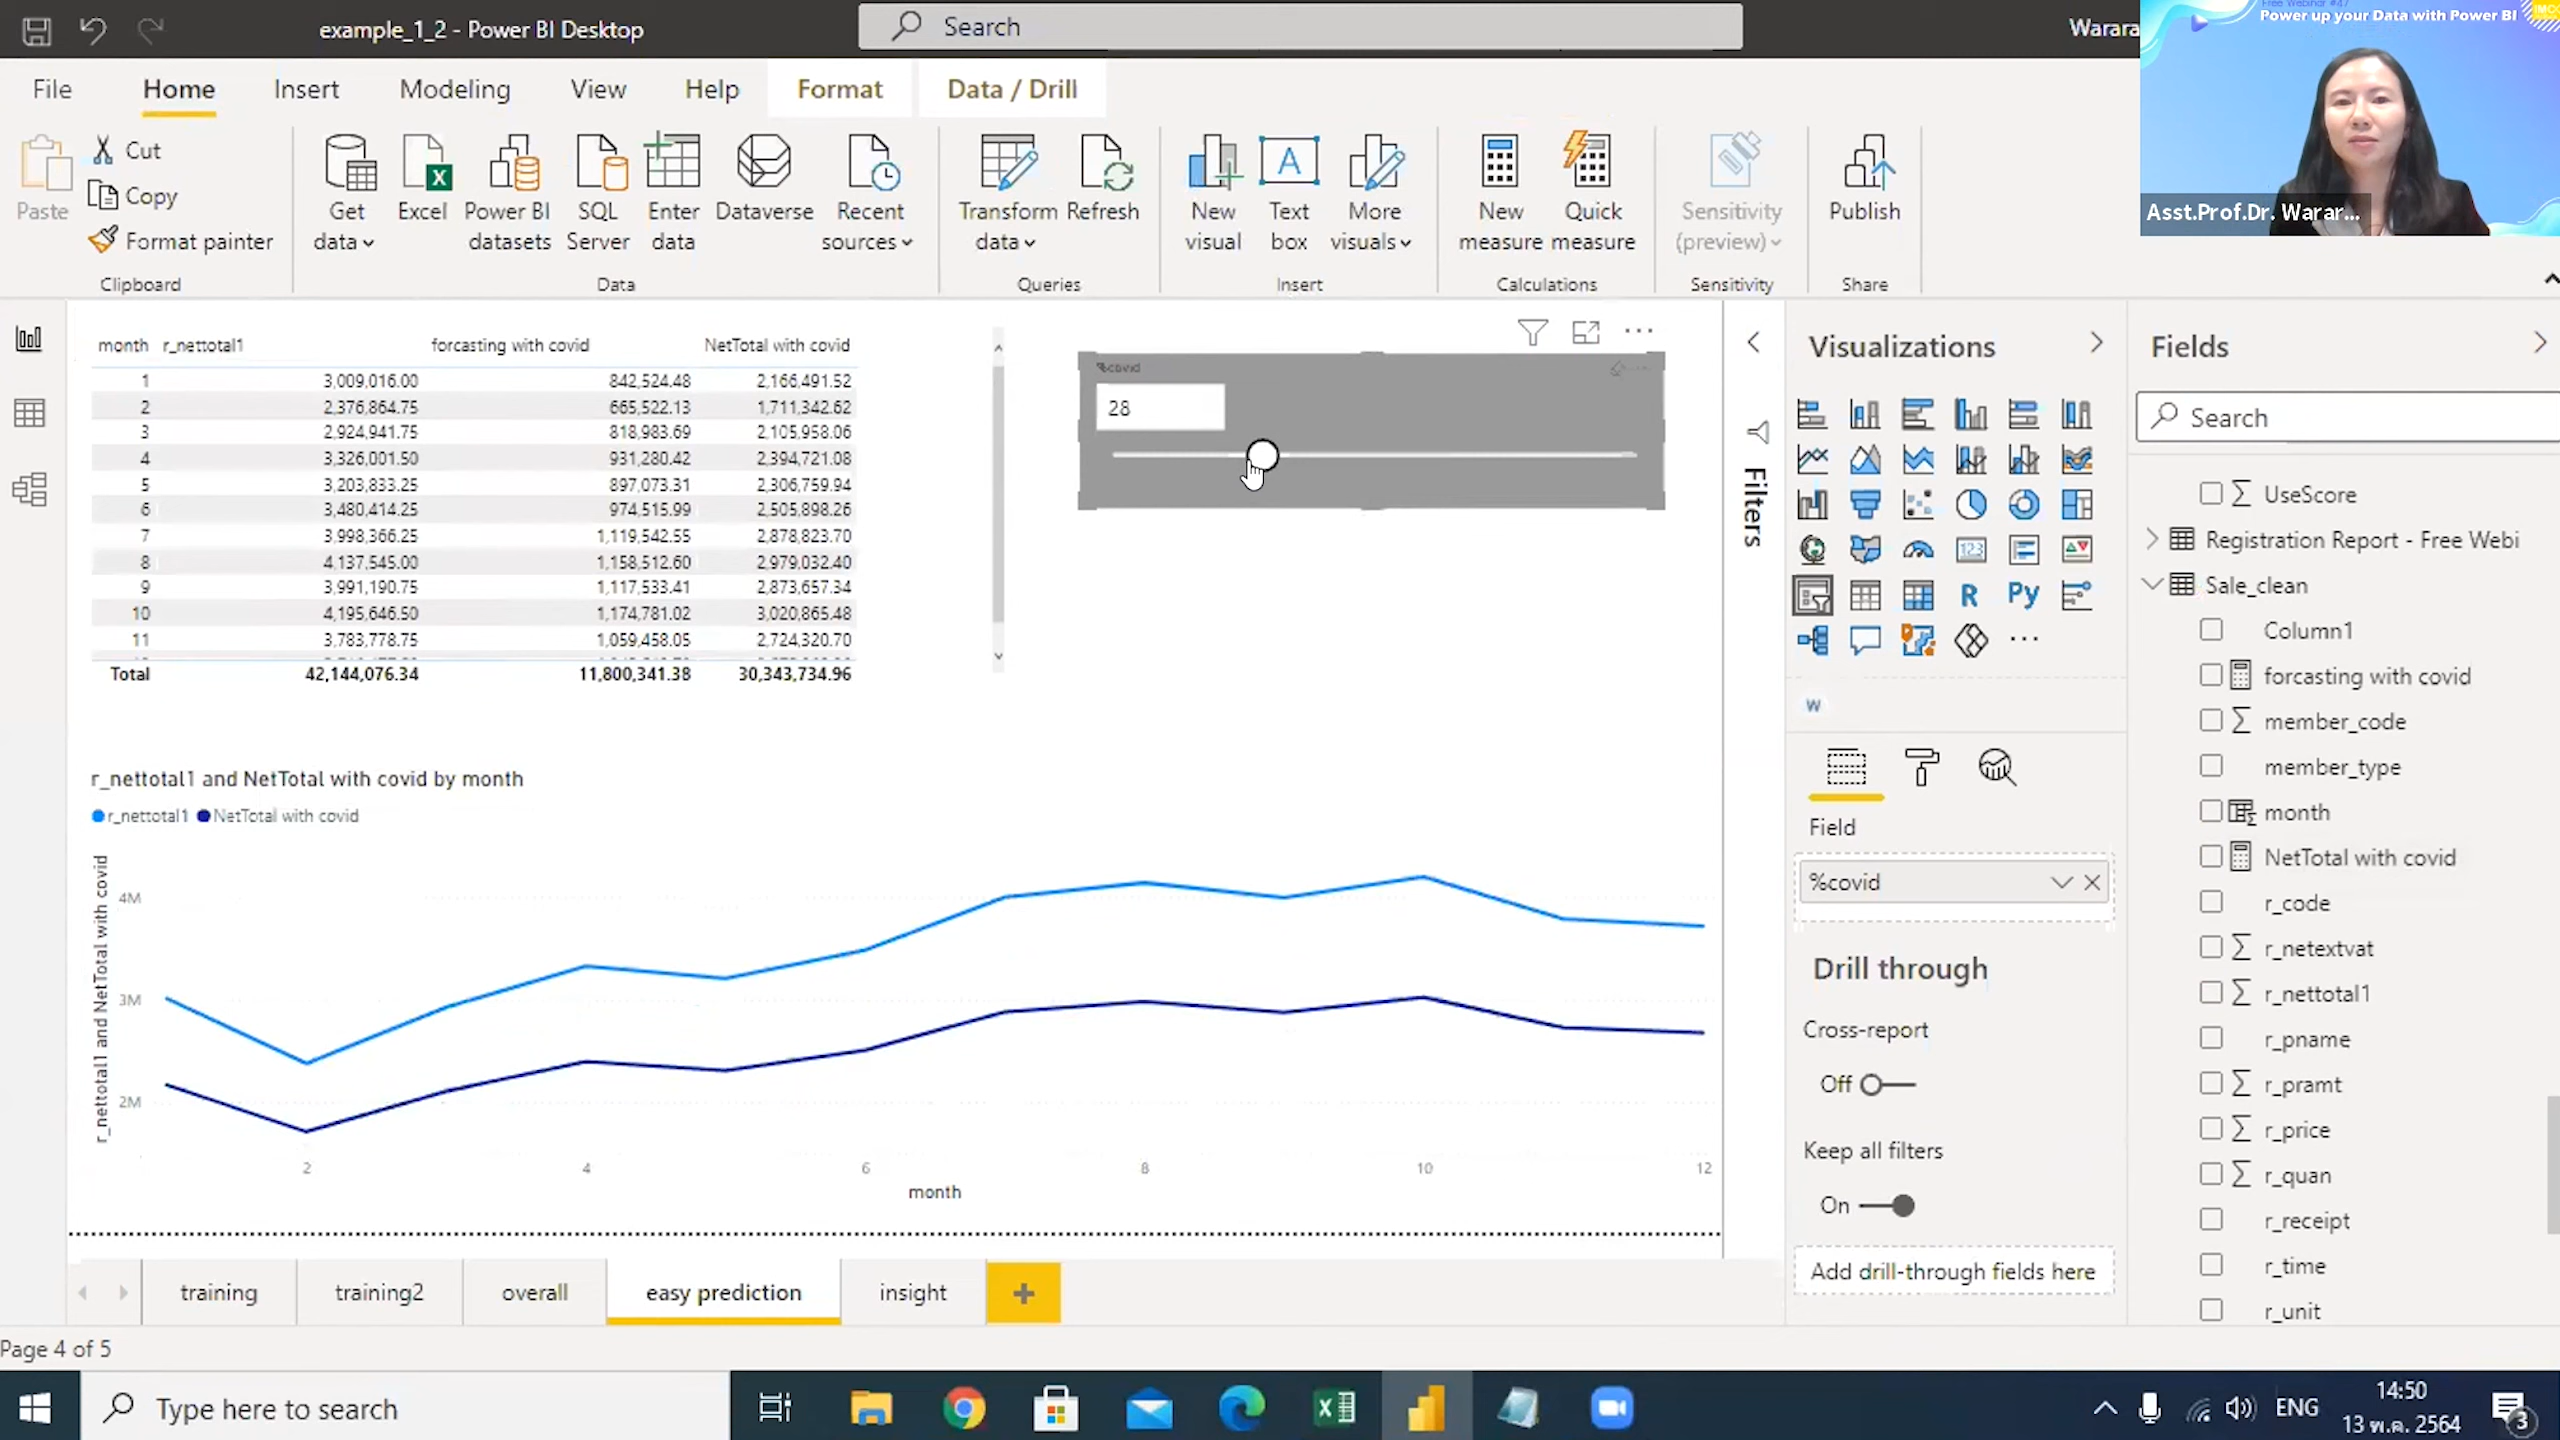 example_1_2 - Power BI Desktop
Search
Warara
Free Webinar #47
Power up your Data with Power BI
IMC
Asst.Prof.Dr. Warar...
File
Home
Insert
Modeling
View
Help
Format
Data / Drill
Paste
Cut
Copy
Format painter
Clipboard
Get data
Excel
Power BI datasets
SQL Server
Enter data
Dataverse
Recent sources
Data
Transform data
Refresh
Queries
New visual
Text box
More visuals
Insert
New measure
Quick measure
Calculations
Sensitivity (preview)
Sensitivity
Publish
Share
month r_nettotal1 forcasting with covid NetTotal with covid
1 3,009,016.00 842,524.48 2,166,491.52
2 2,376,864.75 665,522.13 1,711,342.62
3 2,924,941.75 818,983.69 2,105,958.06
4 3,326,001.50 931,280.42 2,394,721.08
5 3,203,833.25 897,073.31 2,306,759.94
6 3,480,414.25 974,515.99 2,505,898.26
7 3,998,366.25 1,119,542.55 2,878,823.70
8 4,137,545.00 1,158,512.60 2,979,032.40
9 3,991,190.75 1,117,533.41 2,873,657.34
10 4,195,646.50 1,174,781.02 3,020,865.48
11 3,783,778.75 1,059,458.05 2,724,320.70
Total 42,144,076.34 11,800,341.38 30,343,734.96
%covid
28
r_nettotal1 and NetTotal with covid by month
r_nettotal1 NetTotal with covid
r_nettotal1 and NetTotal with covid
4M
3M
2M
2 4 6 8 10 12
month
Filters
Visualizations
123
R
Py
W
Field
%covid
Drill through
Cross-report
Off
Keep all filters
On
Add drill-through fields here
Fields
Search
UseScore
Registration Report - Free Webi
Sale_clean
Column1
forcasting with covid
member_code
member_type
month
NetTotal with covid
r_code
r_netextvat
r_nettotal1
r_pname
r_pramt
r_price
r_quan
r_receipt
r_time
r_unit
training
training2
overall
easy prediction
insight
Page 4 of 5
Type here to search
ENG
14:50
13 พ.ค. 2564
3